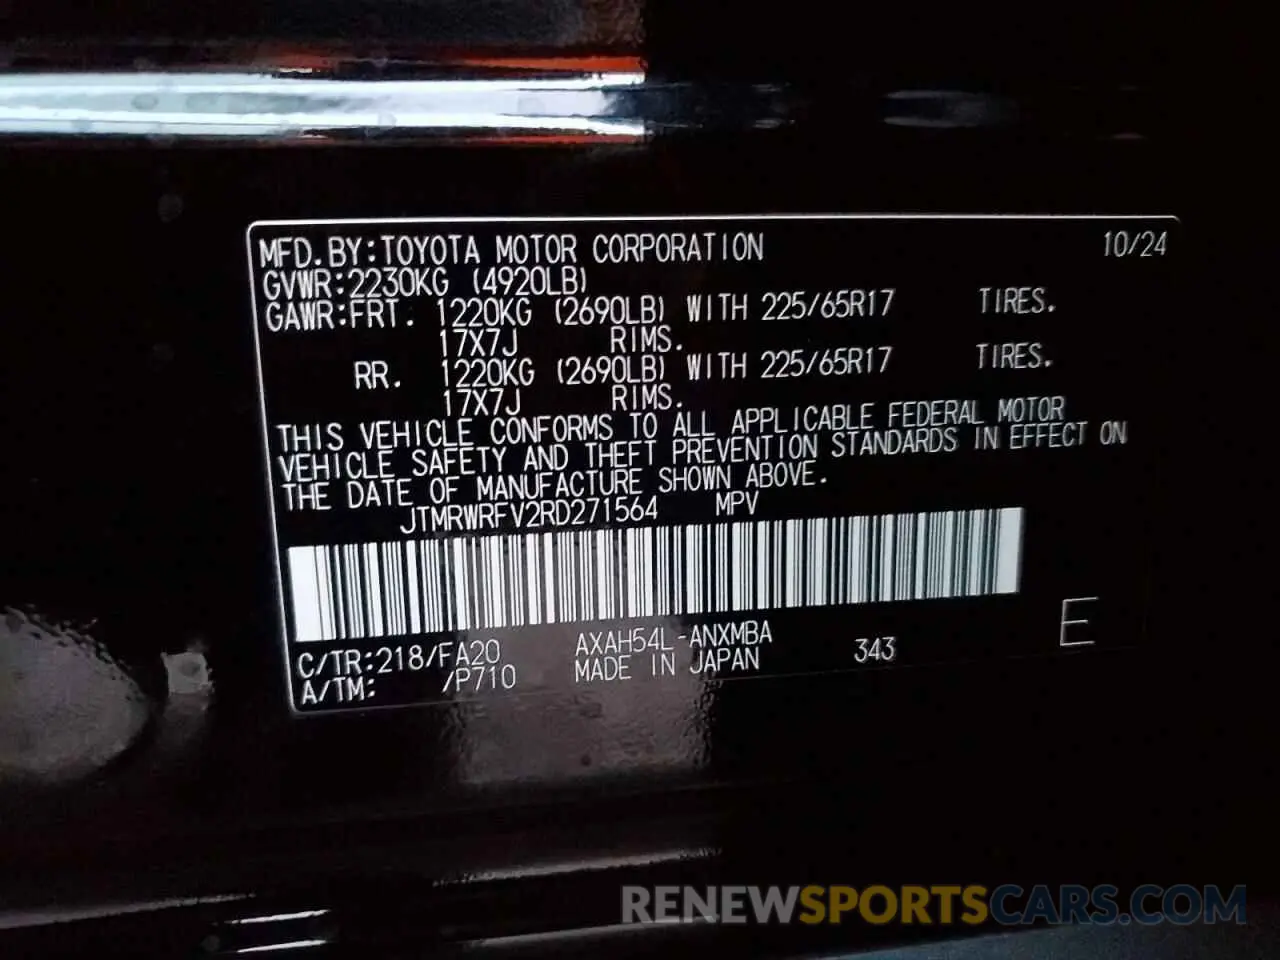 MFD.BY:TOYOTA MOTOR CORPORATION 10/24
GVWR:2230KG (4920LB)
GAWR:FRT. 1220KG (2690LB) WITH 225/65R17 TIRES.
17X7J RIMS.
RR. 1220KG (2690LB) WITH 225/65R17 TIRES.
17X7J RIMS.
THIS VEHICLE CONFORMS TO ALL APPLICABLE FEDERAL MOTOR
VEHICLE SAFETY AND THEFT PREVENTION STANDARDS IN EFFECT ON
THE DATE OF MANUFACTURE SHOWN ABOVE.
JTMRWRFV2RD271564 MPV
C/TR:218/FA20 AXAH54L-ANXMBA 343 E
A/TM: /P710 MADE IN JAPAN
RENEWSPORTSCARS.COM